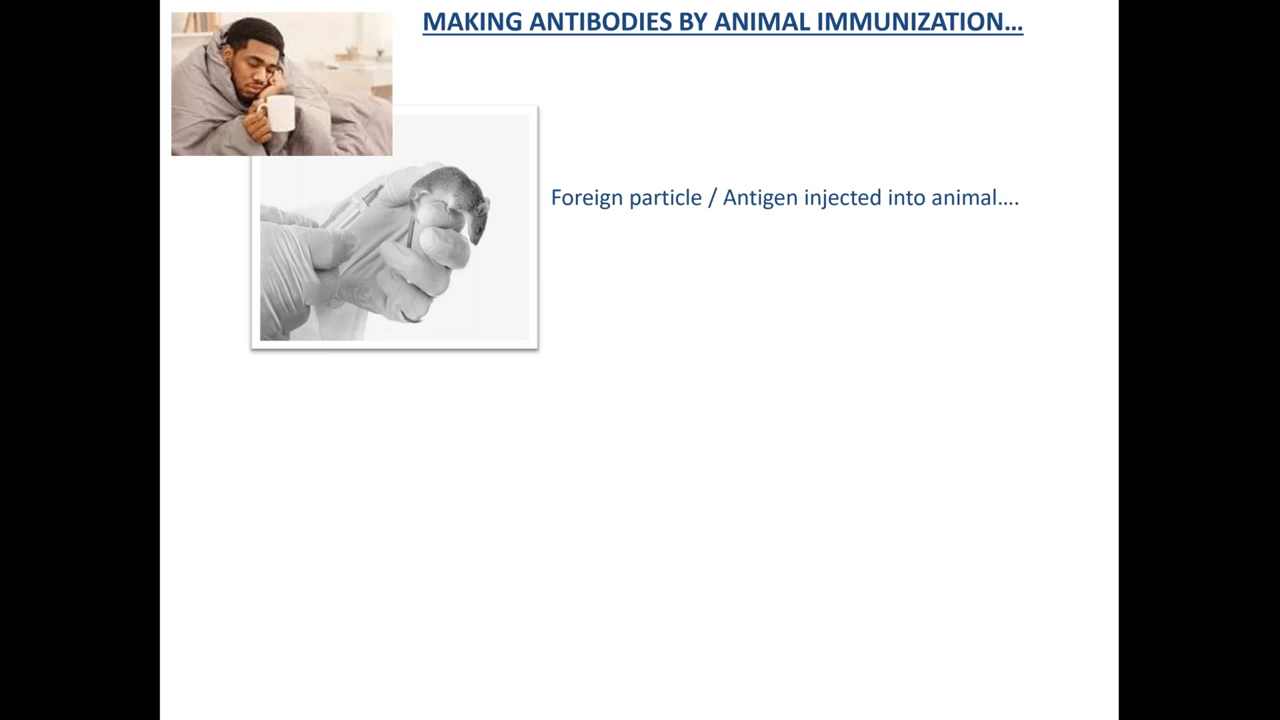 MAKING ANTIBODIES BY ANIMAL IMMUNIZATION…
Foreign particle / Antigen injected into animal….